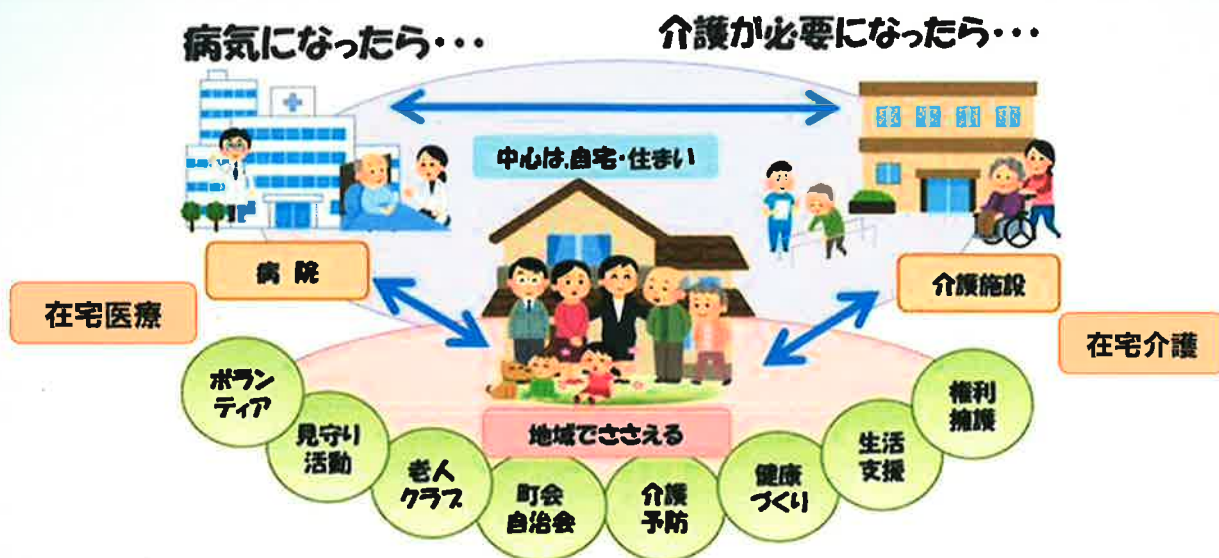 病気になったら・・・
介護が必要になったら・・・
中心は、自宅・住まい
病 院
介護施設
在宅医療
在宅介護
ボラン
ティア
見守り
活動
老人
クラブ
町会
自治会
介護
予防
健康
づくり
生活
支援
権利
擁護
地域でささえる